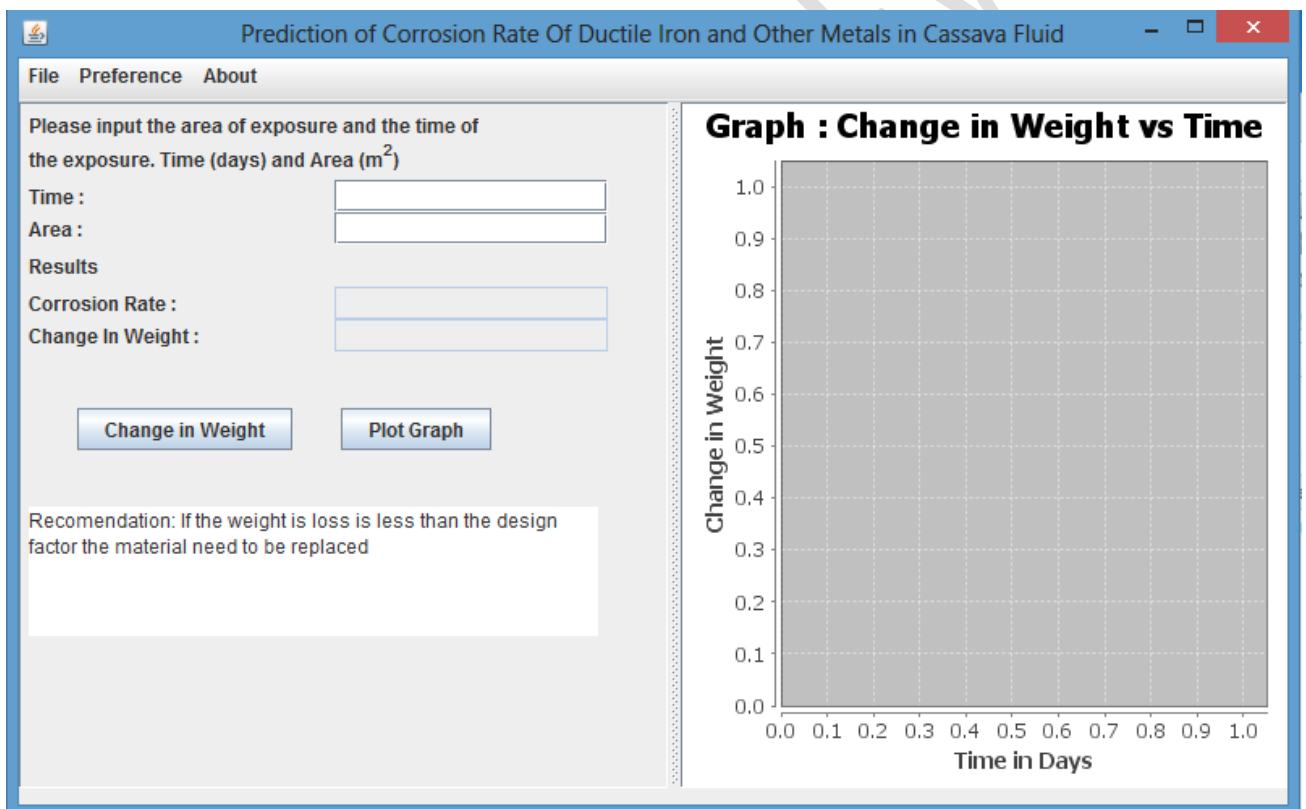 Prediction of Corrosion Rate Of Ductile Iron and Other Metals in Cassava Fluid
File Preference About
Please input the area of exposure and the time of
the exposure. Time (days) and Area (m²)
Time :
Area :
Results
Corrosion Rate :
Change In Weight :
Change in Weight
Plot Graph
Recomendation: If the weight is loss is less than the design
factor the material need to be replaced
Graph : Change in Weight vs Time
Change in Weight
1.0
0.9
0.8
0.7
0.6
0.5
0.4
0.3
0.2
0.1
0.0
0.0 0.1 0.2 0.3 0.4 0.5 0.6 0.7 0.8 0.9 1.0
Time in Days